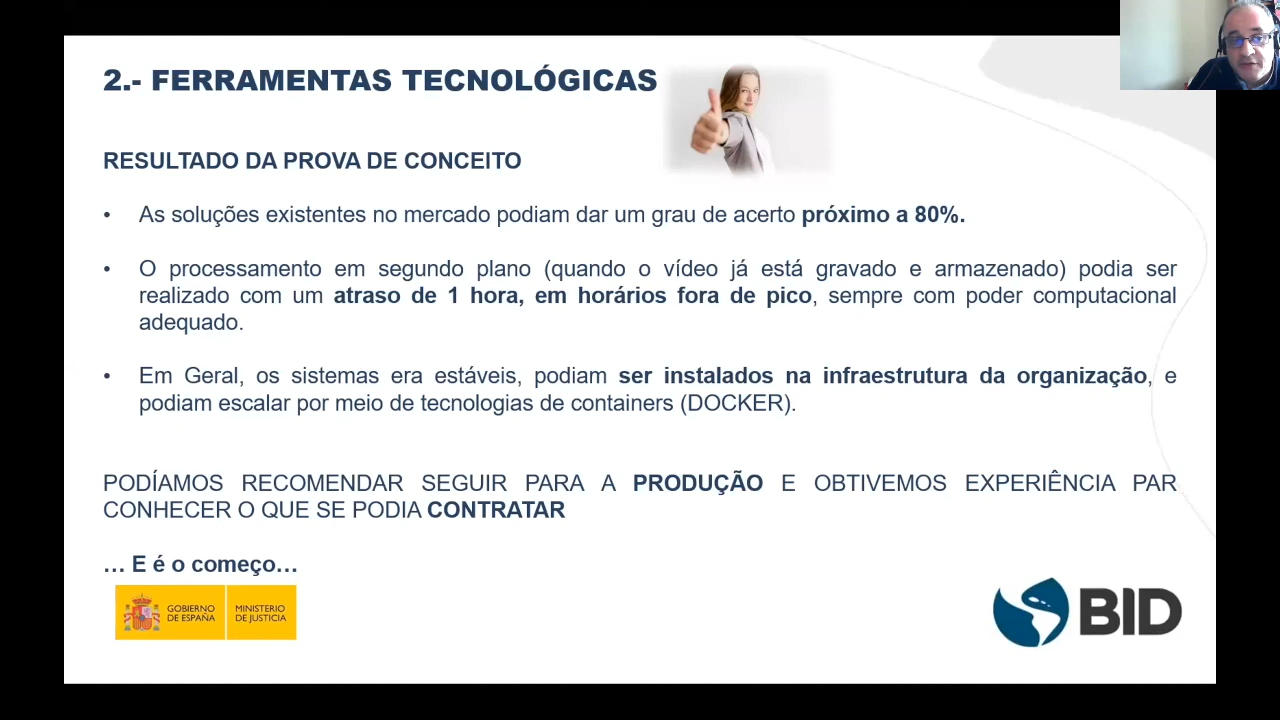 2.- FERRAMENTAS TECNOLÓGICAS
RESULTADO DA PROVA DE CONCEITO
• As soluções existentes no mercado podiam dar um grau de acerto próximo a 80%.
• O processamento em segundo plano (quando o vídeo já está gravado e armazenado) podia ser
realizado com um atraso de 1 hora, em horários fora de pico, sempre com poder computacional
adequado.
• Em Geral, os sistemas era estáveis, podiam ser instalados na infraestrutura da organização, e
podiam escalar por meio de tecnologias de containers (DOCKER).
PODÍAMOS RECOMENDAR SEGUIR PARA A PRODUÇÃO E OBTIVEMOS EXPERIÊNCIA PAR
CONHECER O QUE SE PODIA CONTRATAR
… E é o começo…
GOBIERNO
DE ESPAÑA
MINISTERIO
DE JUSTICIA
BID